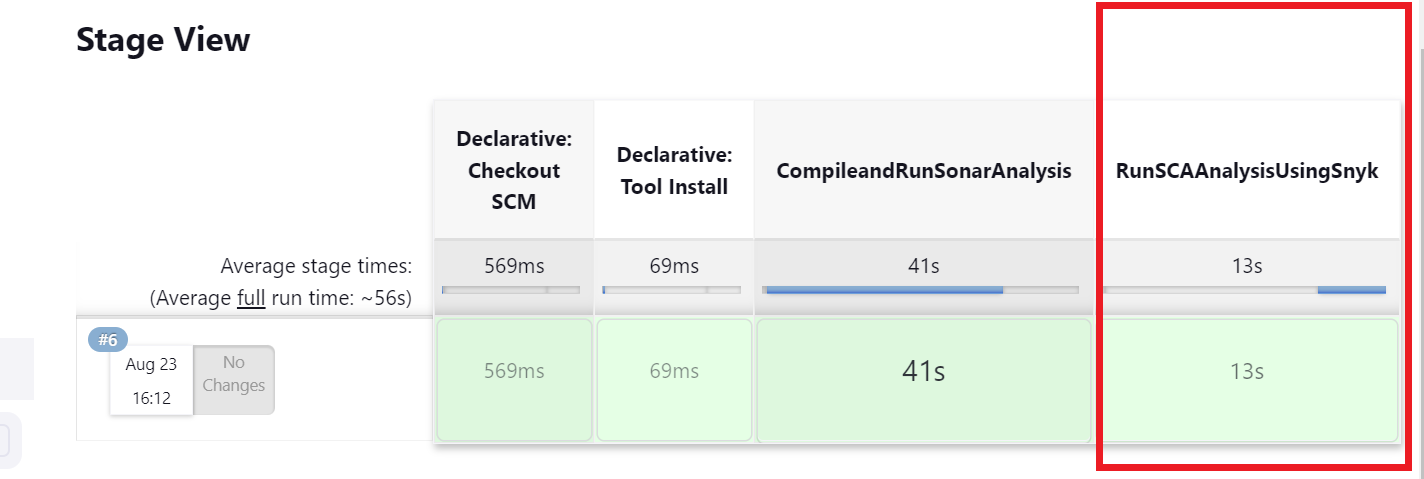 Stage View
Declarative:
Checkout
SCM
Declarative:
Tool Install
CompileandRunSonarAnalysis
RunSCAAnalysisUsingSnyk
Average stage times:
(Average full run time: ~56s)
569ms
69ms
41s
13s
#6
Aug 23
16:12
No
Changes
569ms
69ms
41s
13s